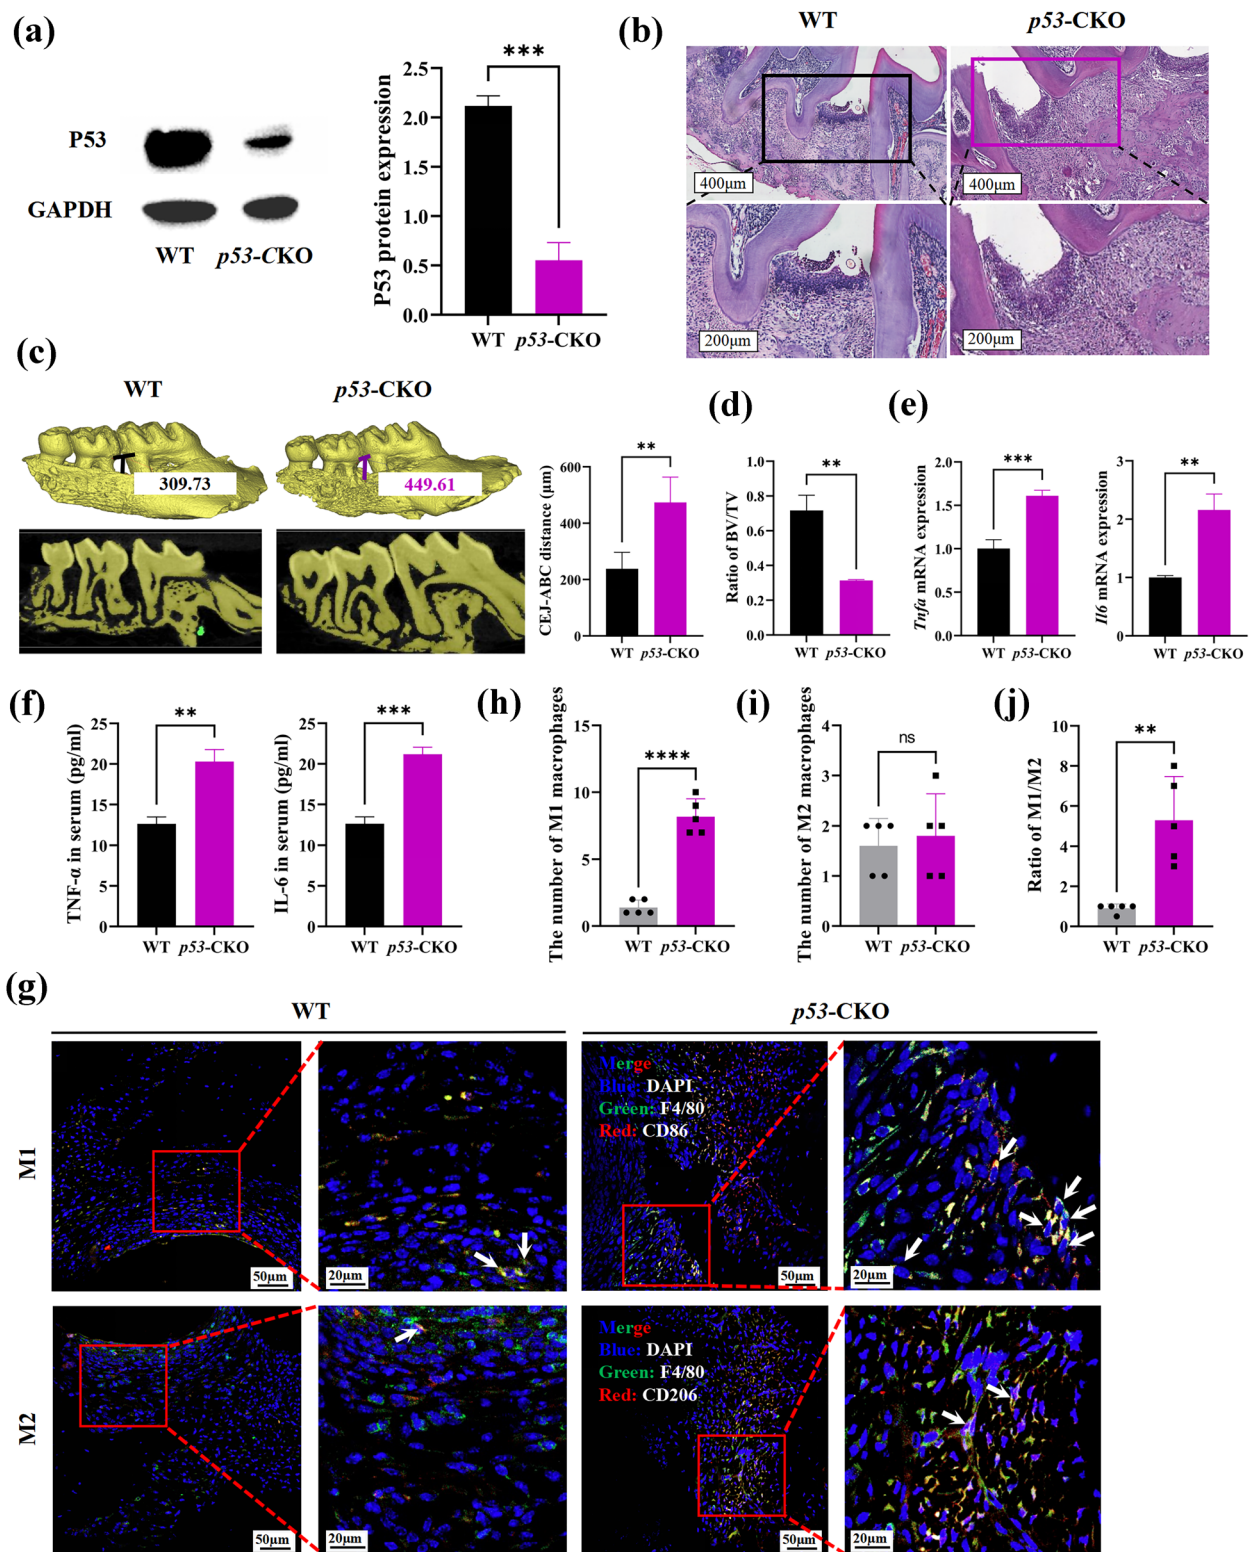 (a)
P53
GAPDH
WT p53-CKO
P53 protein expression
2.5
2.0
1.5
1.0
0.5
0.0
***
WT p53-CKO
(b)
WT p53-CKO
400μm 400μm
200μm 200μm
(c)
WT p53-CKO
309.73 449.61
CEJ-ABC distance (μm)
600
400
200
0
**
WT p53-CKO
(d)
Ratio of BV/TV
1.0
0.8
0.6
0.4
0.2
0.0
**
WT p53-CKO
(e)
Tnfα mRNA expression
2.0
1.5
1.0
0.5
0.0
***
WT p53-CKO
Il6 mRNA expression
3
2
1
0
**
WT p53-CKO
(f)
TNF-α in serum (pg/ml)
25
20
15
10
5
0
**
WT p53-CKO
IL-6 in serum (pg/ml)
25
20
15
10
5
0
***
WT p53-CKO
(h)
The number of M1 macrophages
15
10
5
0
****
WT p53-CKO
(i)
The number of M2 macrophages
4
3
2
1
0
ns
WT p53-CKO
(j)
Ratio of M1/M2
10
8
6
4
2
0
**
WT p53-CKO
(g)
WT p53-CKO
M1
Merge
Blue: DAPI
Green: F4/80
Red: CD86
50μm 20μm 50μm 20μm
M2
Merge
Blue: DAPI
Green: F4/80
Red: CD206
50μm 20μm 50μm 20μm